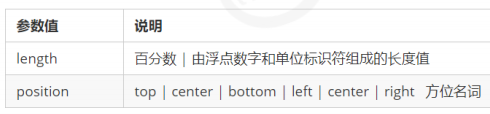 参数值 说明
length 百分数 | 由浮点数字和单位标识符组成的长度值
position top | center | bottom | left | center | right 方位名词